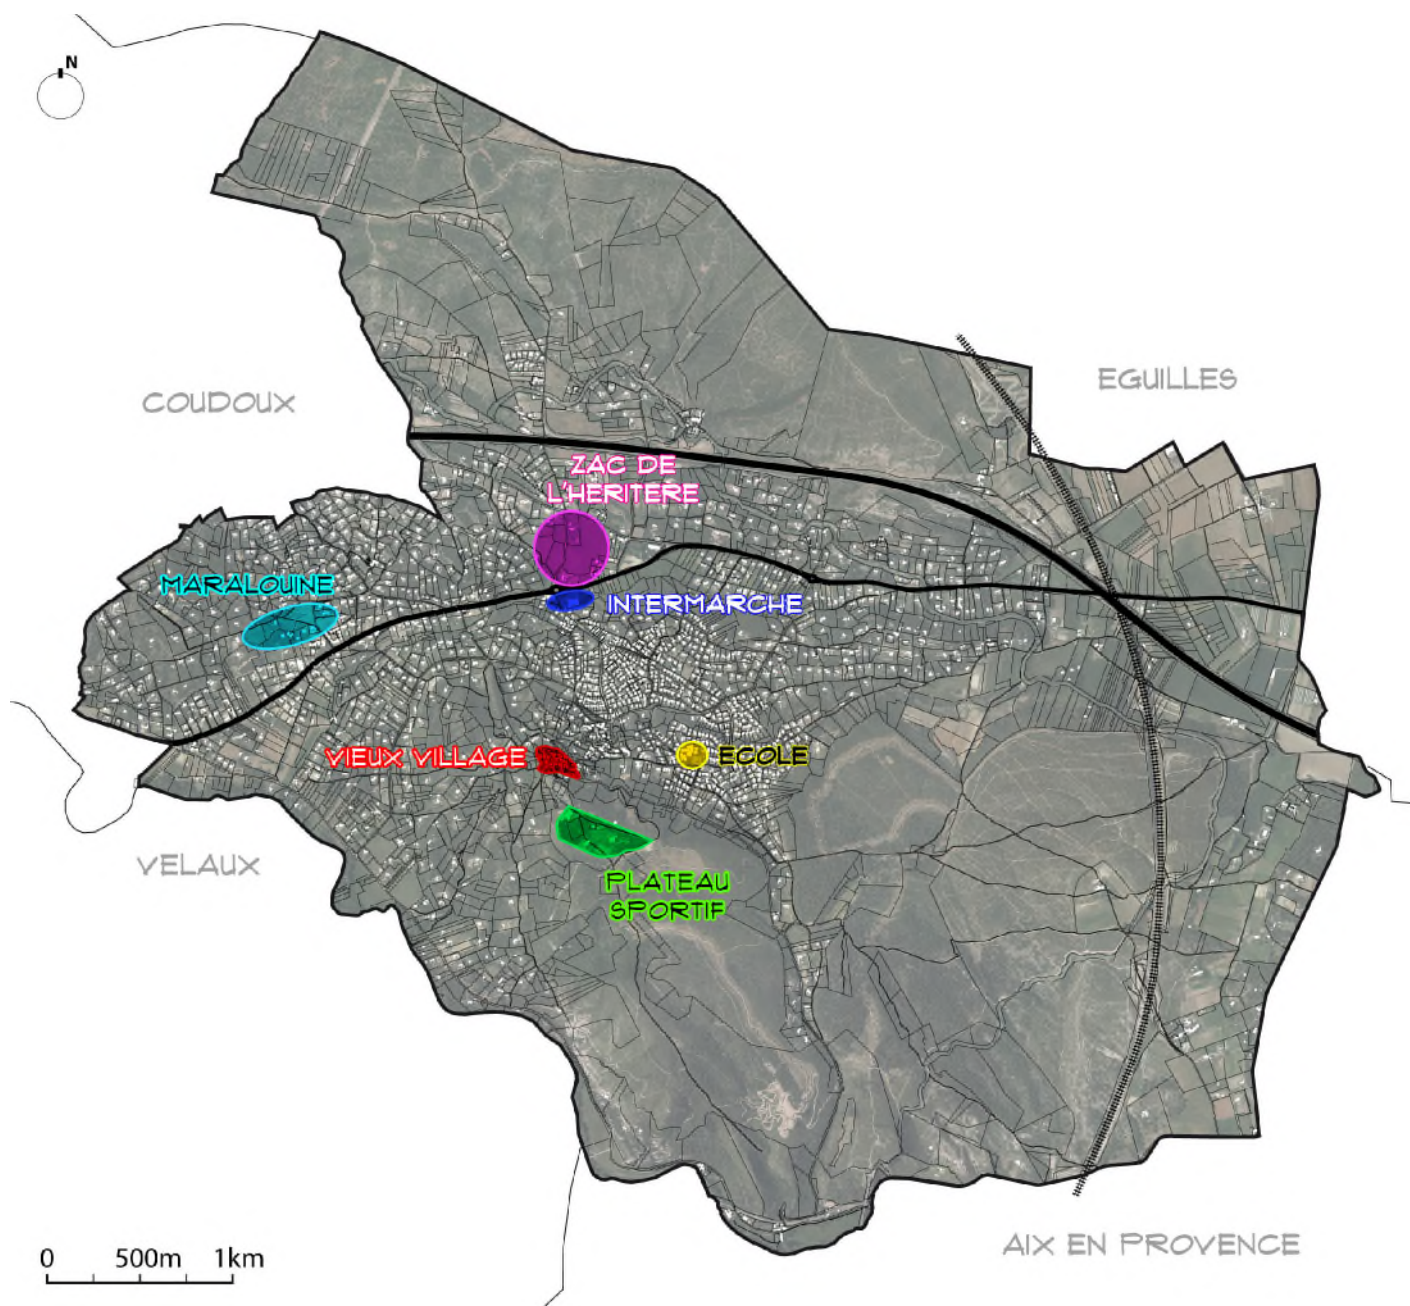 N
EGUILLES
COUDOUX
ZAC DE
L'HERITERE
MARALOUINE
INTERMARCHE
VIEUX VILLAGE
ECOLE
VELAUX
PLATEAU
SPORTIF
AIX EN PROVENCE
0 500m 1km